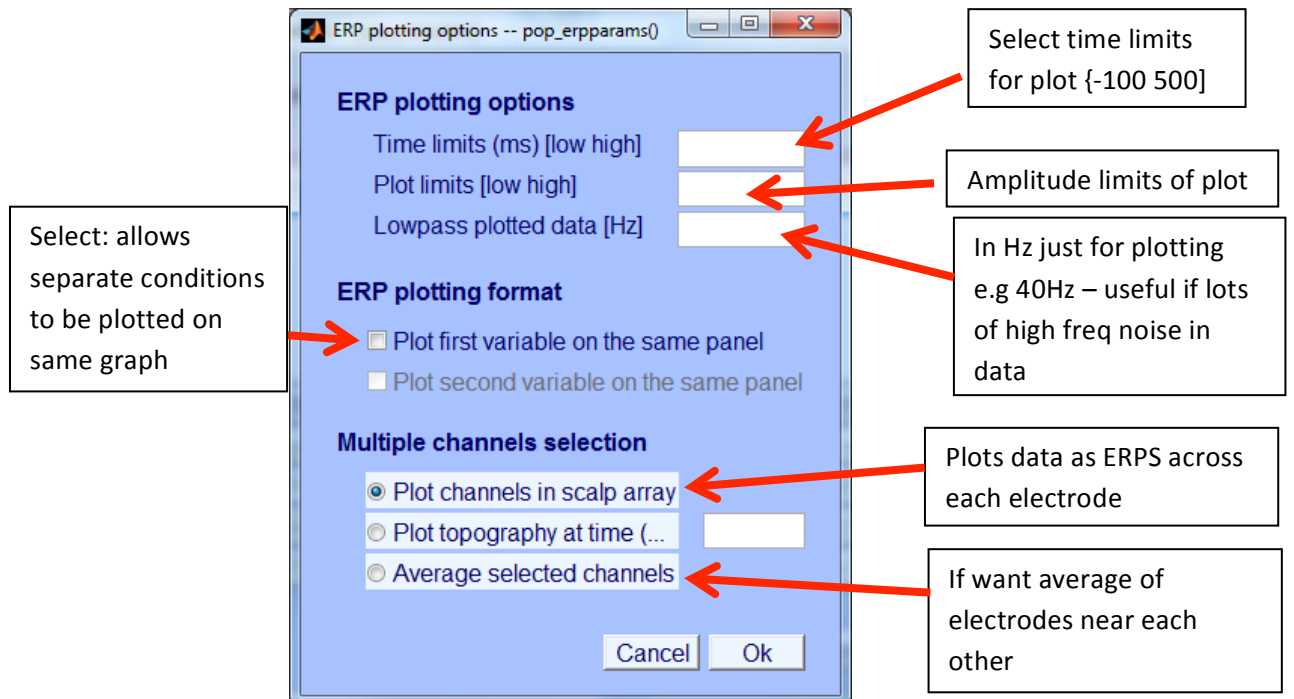 ERP plotting options -- pop_erpparams()
ERP plotting options
Time limits (ms) [low high]
Plot limits [low high]
Lowpass plotted data [Hz]
ERP plotting format
Plot first variable on the same panel
Plot second variable on the same panel
Multiple channels selection
Plot channels in scalp array
Plot topography at time (...
Average selected channels
Cancel
Ok
Select: allows
separate conditions
to be plotted on
same graph
Select time limits
for plot {-100 500]
Amplitude limits of plot
In Hz just for plotting
e.g 40Hz – useful if lots
of high freq noise in
data
Plots data as ERPS across
each electrode
If want average of
electrodes near each
other